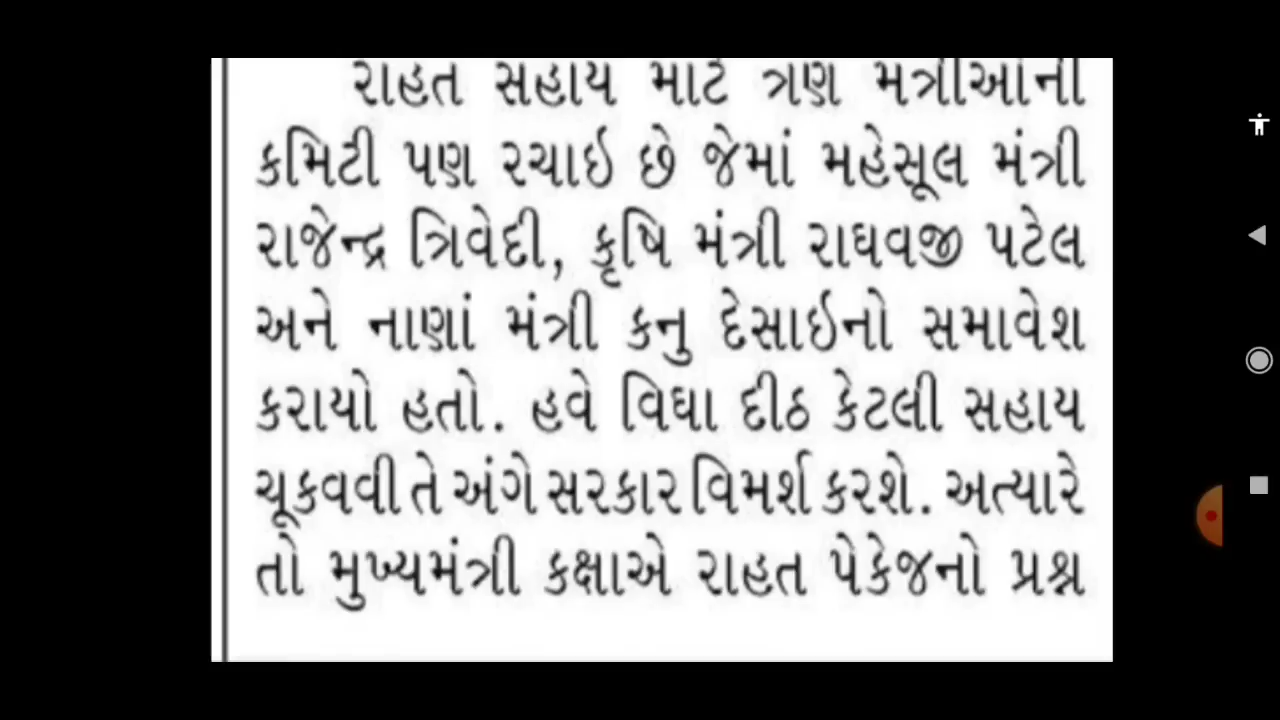 રાહત સહાય માટે ત્રણ મંત્રીઓની
કમિટી પણ રચાઇ છે જેમાં મહેસૂલ મંત્રી
રાજેન્દ્ર ત્રિવેદી, કૃષિ મંત્રી રાઘવજી પટેલ
અને નાણાં મંત્રી કનુ દેસાઇનો સમાવેશ
કરાયો હતો. હવે વિઘા દીઠ કેટલી સહાય
ચૂકવવી તે અંગે સરકાર વિમર્શ કરશે. અત્યારે
તો મુખ્યમંત્રી કક્ષાએ રાહત પેકેજનો પ્રશ્ન